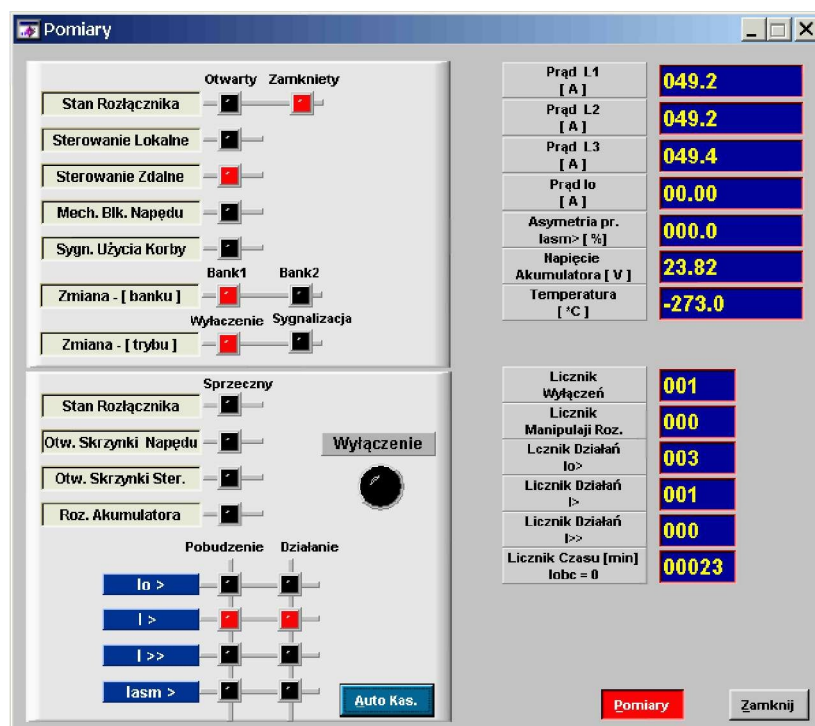 Pomiary
Otwarty Zamkniety
Stan Rozłącznika
Sterowanie Lokalne
Sterowanie Zdalne
Mech. Blk. Napędu
Sygn. Użycia Korby
Bank1 Bank2
Zmiana - [ banku ]
Wyłaczenie Sygnalizacja
Zmiana - [ trybu ]
Sprzeczny
Stan Rozłącznika
Otw. Skrzynki Napędu
Otw. Skrzynki Ster.
Roz. Akumulatora
Wyłączenie
Pobudzenie Działanie
Io >
I >
I >>
Iasm >
Auto Kas.
Prąd L1
[ A ]
049.2
Prąd L2
[ A ]
049.2
Prąd L3
[ A ]
049.4
Prąd Io
[ A ]
00.00
Asymetria pr.
Iasm> [ %]
000.0
Napięcie
Akumulatora [ V ]
23.82
Temperatura
[ *C ]
-273.0
Licznik
Wyłączeń
001
Licznik
Manipulaji Roz.
000
Lcznik Działań
Io>
003
Licznik Działań
I>
001
Licznik Działań
I>>
000
Licznik Czasu [min]
Iobc = 0
00023
Pomiary
Zamknij